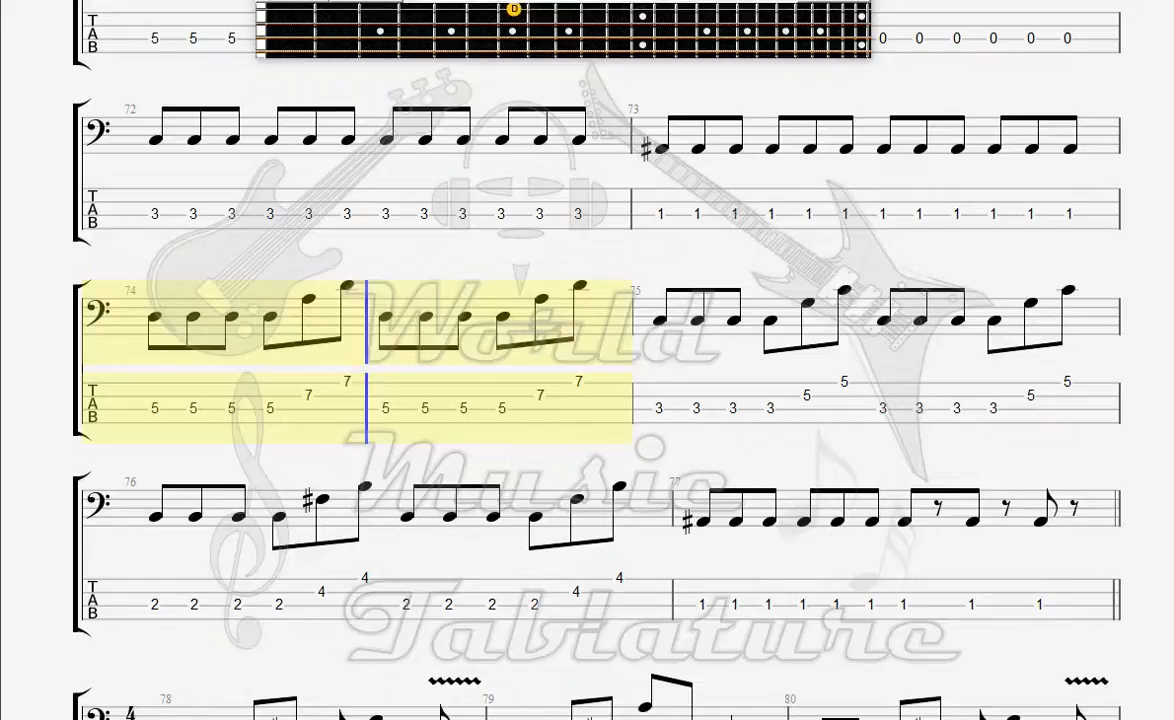 D
T
A
B
5 5 5 0 0 0 0 0 0
72 73
T
A
B
3 3 3 3 3 3 3 3 3 3 3 3 1 1 1 1 1 1 1 1 1 1 1 1
74 75
T
A
B
5 5 5 5 7 7 5 5 5 5 7 7 3 3 3 3 5 5 3 3 3 3 5 5
76 77
T
A
B
2 2 2 2 4 4 2 2 2 2 4 4 1 1 1 1 1 1 1 1 1
78 79 80
4
World
Music
Tablature